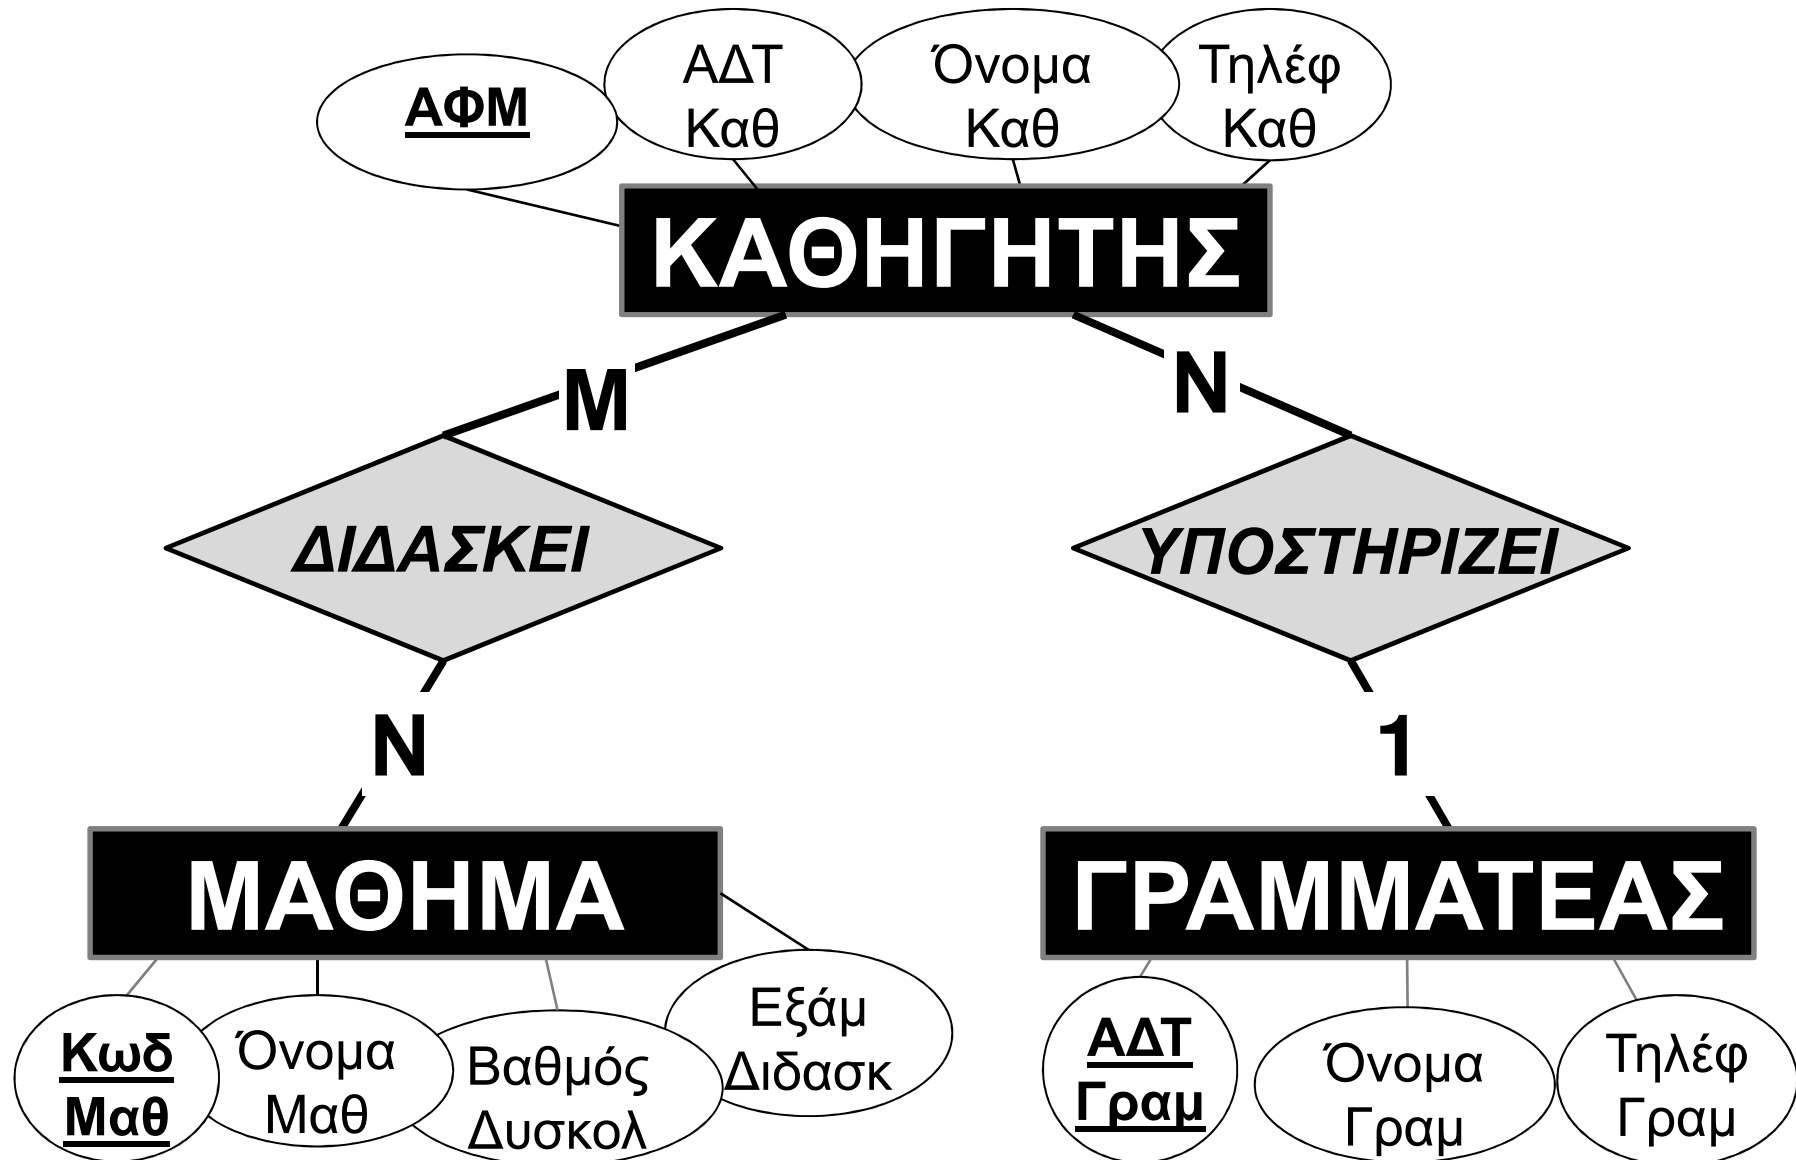 ΑΦΜ
ΑΔΤ
Καθ
Όνομα
Καθ
Τηλέφ
Καθ
ΚΑΘΗΓΗΤΗΣ
M
N
ΔΙΔΑΣΚΕΙ
ΥΠΟΣΤΗΡΙΖΕΙ
N
1
ΜΑΘΗΜΑ
ΓΡΑΜΜΑΤΕΑΣ
Κωδ
Μαθ
Όνομα
Μαθ
Βαθμός
Δυσκολ
Εξάμ
Διδασκ
ΑΔΤ
Γραμ
Όνομα
Γραμ
Τηλέφ
Γραμ